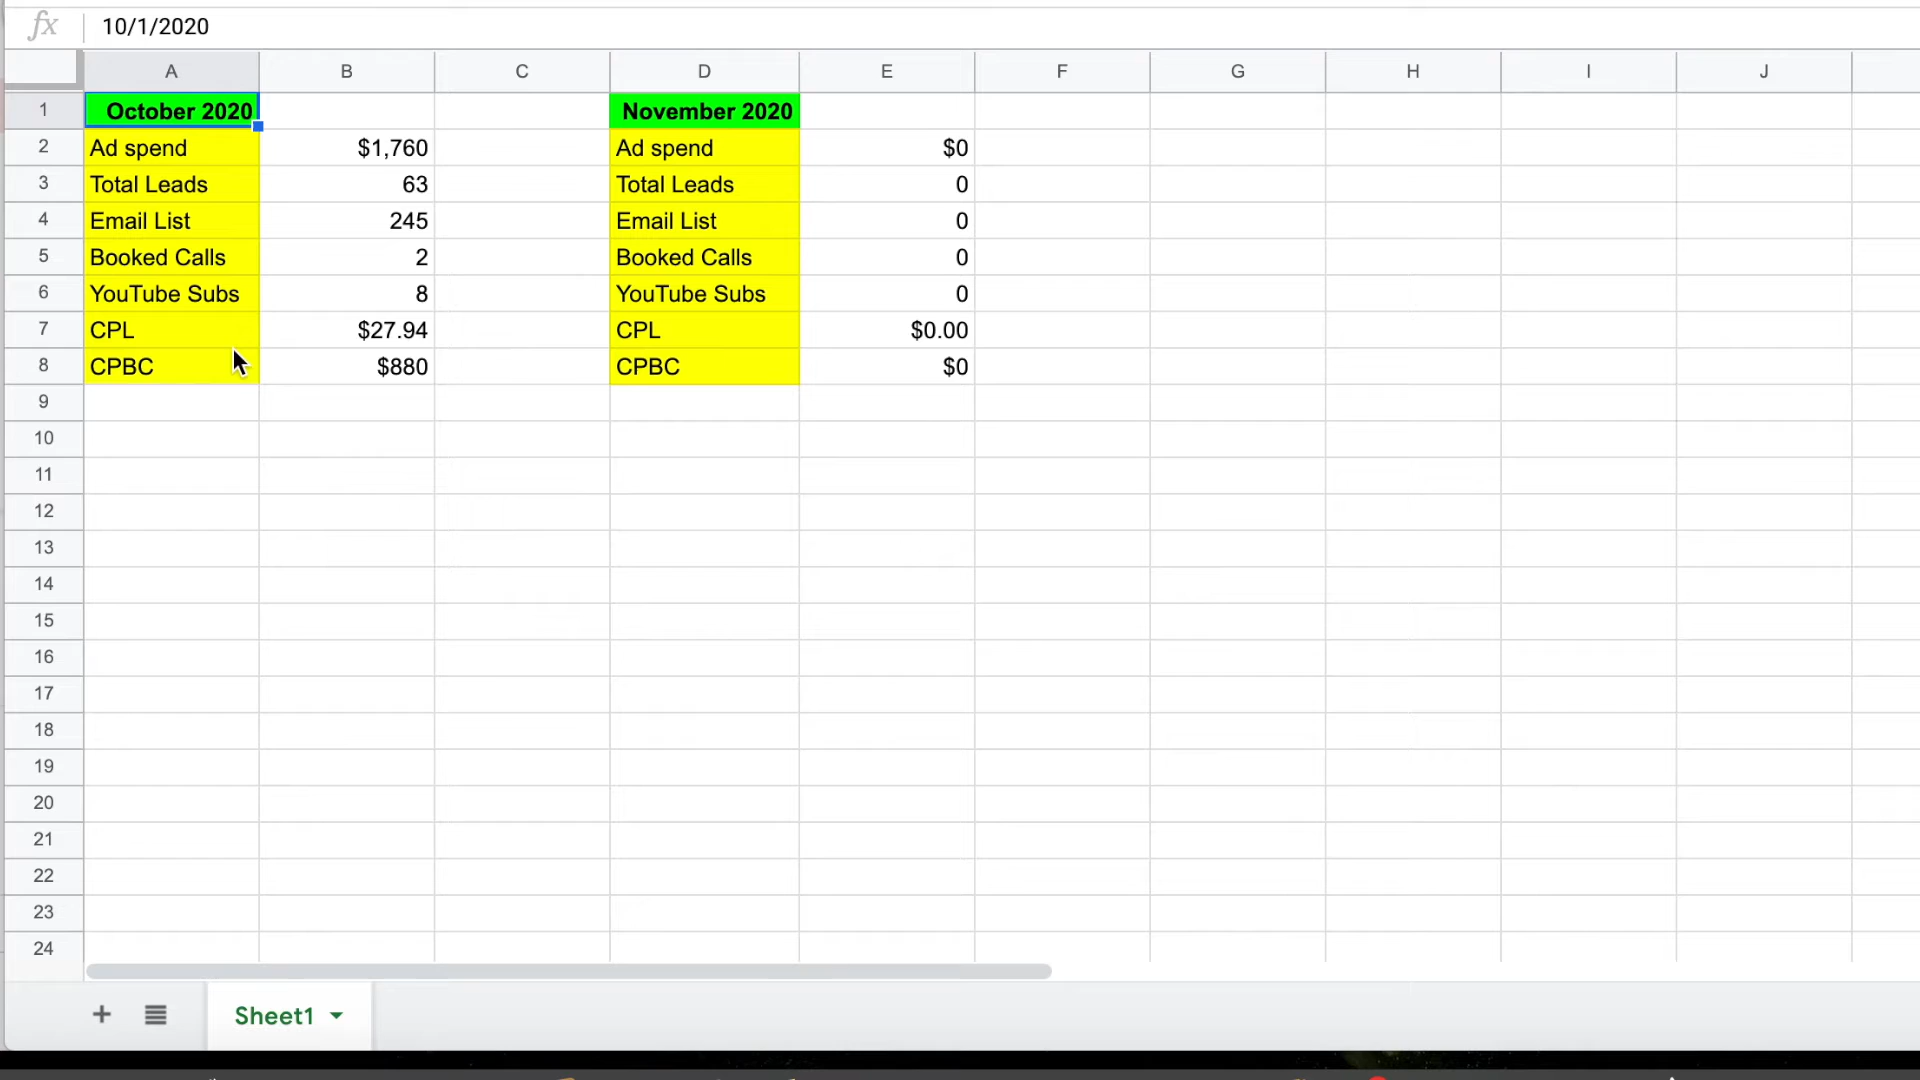 fx 10/1/2020
A B C D E F G H I J
1 October 2020 November 2020
2 Ad spend $1,760 Ad spend $0
3 Total Leads 63 Total Leads 0
4 Email List 245 Email List 0
5 Booked Calls 2 Booked Calls 0
6 YouTube Subs 8 YouTube Subs 0
7 CPL $27.94 CPL $0.00
8 CPBC $880 CPBC $0
9
10
11
12
13
14
15
16
17
18
19
20
21
22
23
24
Sheet1